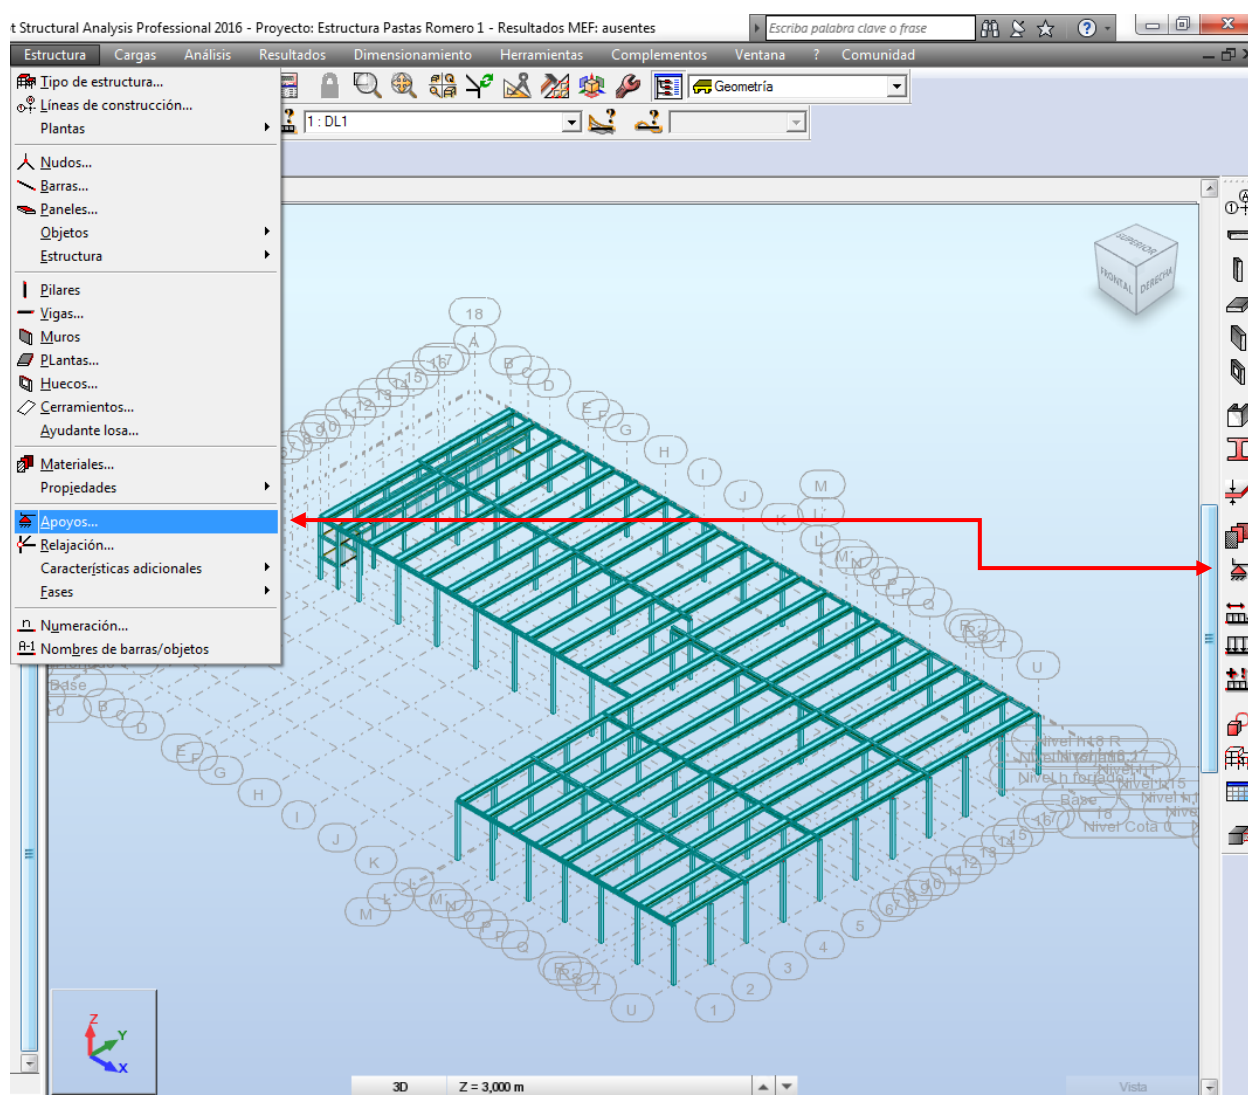 t Structural Analysis Professional 2016 - Proyecto: Estructura Pastas Romero 1 - Resultados MEF: ausentes
Escriba palabra clave o frase
Estructura Cargas Análisis Resultados Dimensionamiento Herramientas Complementos Ventana ? Comunidad
Tipo de estructura...
Geometría
Líneas de construcción...
Plantas
1 : DL1
Nudos...
Barras...
Paneles...
Objetos
Estructura
Pilares
Vigas...
Muros
PLantas...
Huecos...
Cerramientos...
Ayudante losa...
Materiales...
Propiedades
Apoyos...
Relajación...
Características adicionales
Fases
Numeración...
Nombres de barras/objetos
SUPERIOR
FRONTAL DERECHA
18
A
B
D
G
H
I
J
K
M
U
Base
B
D
E
F
G
H
I
J
K
L
M
M
N
O
P
Q
R
S
T
U
1
2
3
4
5
Nivel h18 R
Base
18
Nivel Cota 0
Z
Y
X
3D Z = 3,000 m
Vista